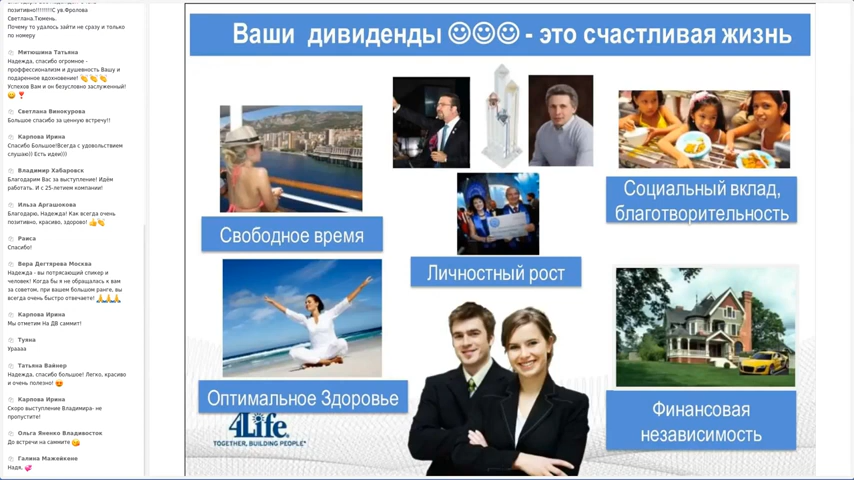 позитивно!!!!!!!!С ув.Фролова
Светлана.Тюмень.
Почему то удалось зайти не сразу и только
по номеру
Митюшина Татьяна
Надежда, спасибо огромное -
профессионализм и душевность Вашу и
подаренное вдохновение! 👏 👏 👏
Успехов Вам и он безусловно заслуженный!
Светлана Винокурова
Большое спасибо за ценную встречу!!
Карпова Ирина
Спасибо Большое!Всегда с удовольствием
слушаю)) Есть идеи)))
Владимир Хабаровск
Благодарим Вас за выступление! Идём
работать. И с 25-летием компании!
Ильза Аргашокова
Благодарю, Надежда! Как всегда очень
позитивно, красиво, здорово! 👍👏
Раиса
Спасибо!
Вера Дегтярева Москва
Надежда - вы потрясающий спикер и
человек! Когда бы я не обращалась к вам
за советом, при вашем большом ранге, вы
всегда очень быстро отвечаете! 🙏🙏🙏
Карпова Ирина
Мы отметим На ДВ саммит!
Туяна
Ураааа
Татьяна Вайнер
Надежда, спасибо большое! Легко, красиво
и очень полезно! 😍
Карпова Ирина
Скоро выступление Владимира- не
пропустите!
Ольга Яненко Владивосток
До встречи на саммите 😋
Галина Мажейкене
Надя, 💞
Ваши дивиденды ☺☺☺ - это счастливая жизнь
Свободное время
Личностный рост
Социальный вклад,
благотворительность
Оптимальное Здоровье
Финансовая
независимость
4Life
TOGETHER, BUILDING PEOPLE